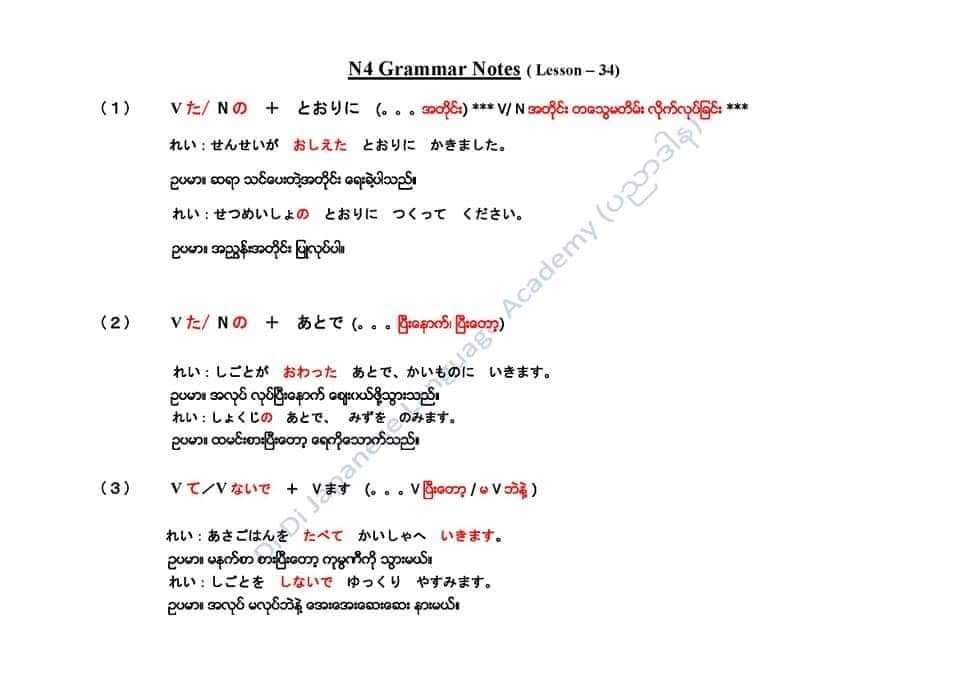 N4 Grammar Notes ( Lesson – 34)
(1) V た/ N の + とおりに (。。。အတိုင်း) *** V/ N အတိုင်း တသွေမတိမ်း လိုက်လုပ်ခြင်း ***
れい：せんせいが おしえた とおりに かきました。
ဥပမာ။ ဆရာ သင်ပေးတဲ့အတိုင်း ရေးခဲ့ပါသည်။
れい：せつめいしょの とおりに つくって ください。
ဥပမာ။ အညွှန်းအတိုင်း ပြုလုပ်ပါ။
(2) V た/ N の + あとで (。。。ပြီးနောက်၊ ပြီးတော့)
れい：しごとが おわった あとで、かいものに いきます。
ဥပမာ။ အလုပ် လုပ်ပြီးနောက် ဈေးဝယ်ဖို့သွားသည်။
れい：しょくじの あとで、 みずを のみます。
ဥပမာ။ ထမင်းစားပြီးတော့ ရေကိုသောက်သည်။
(3) V て／V ないで + V ます (。。。V ပြီးတော့ / မ V ဘဲနဲ့ )
れい：あさごはんを たべて かいしゃへ いきます。
ဥပမာ။ မနက်စာ စားပြီးတော့ ကုမ္ပဏီကို သွားမယ်။
れい：しごとを しないで ゆっくり やすみます。
ဥပမာ။ အလုပ် မလုပ်ဘဲနဲ့ အေးအေးဆေးဆေး နားမယ်။
Di Di Japanese Language Academy (ပညာဒါန)